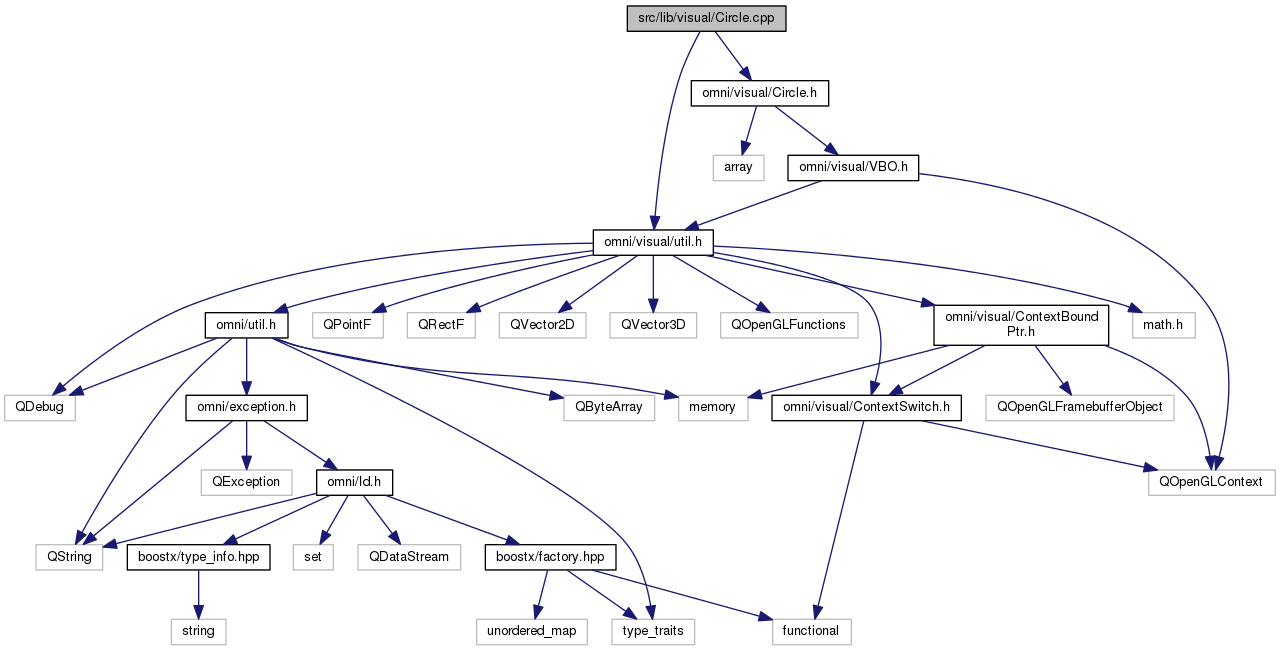 src/lib/visual/Circle.cpp
omni/visual/Circle.h
array
omni/visual/VBO.h
omni/visual/util.h
omni/util.h
QPointF
QRectF
QVector2D
QVector3D
QOpenGLFunctions
omni/visual/ContextBound
Ptr.h
math.h
QDebug
omni/exception.h
QByteArray
memory
omni/visual/ContextSwitch.h
QOpenGLFramebufferObject
QException
omni/Id.h
QOpenGLContext
QString
boostx/type_info.hpp
set
QDataStream
boostx/factory.hpp
string
unordered_map
type_traits
functional